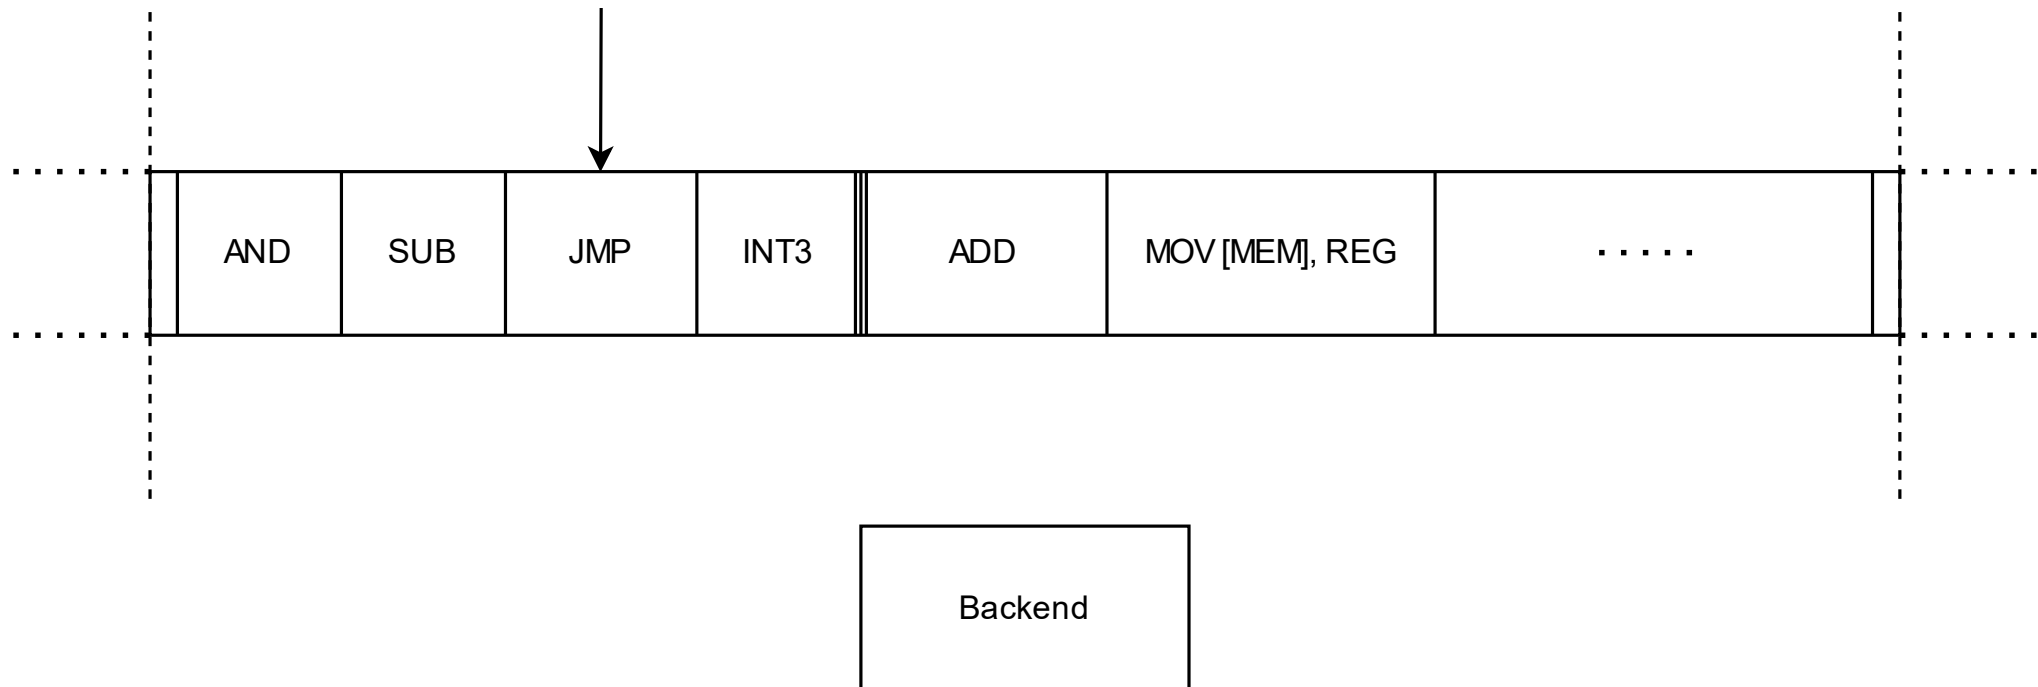 AND SUB JMP INT3 ADD MOV [MEM], REG .....
Backend